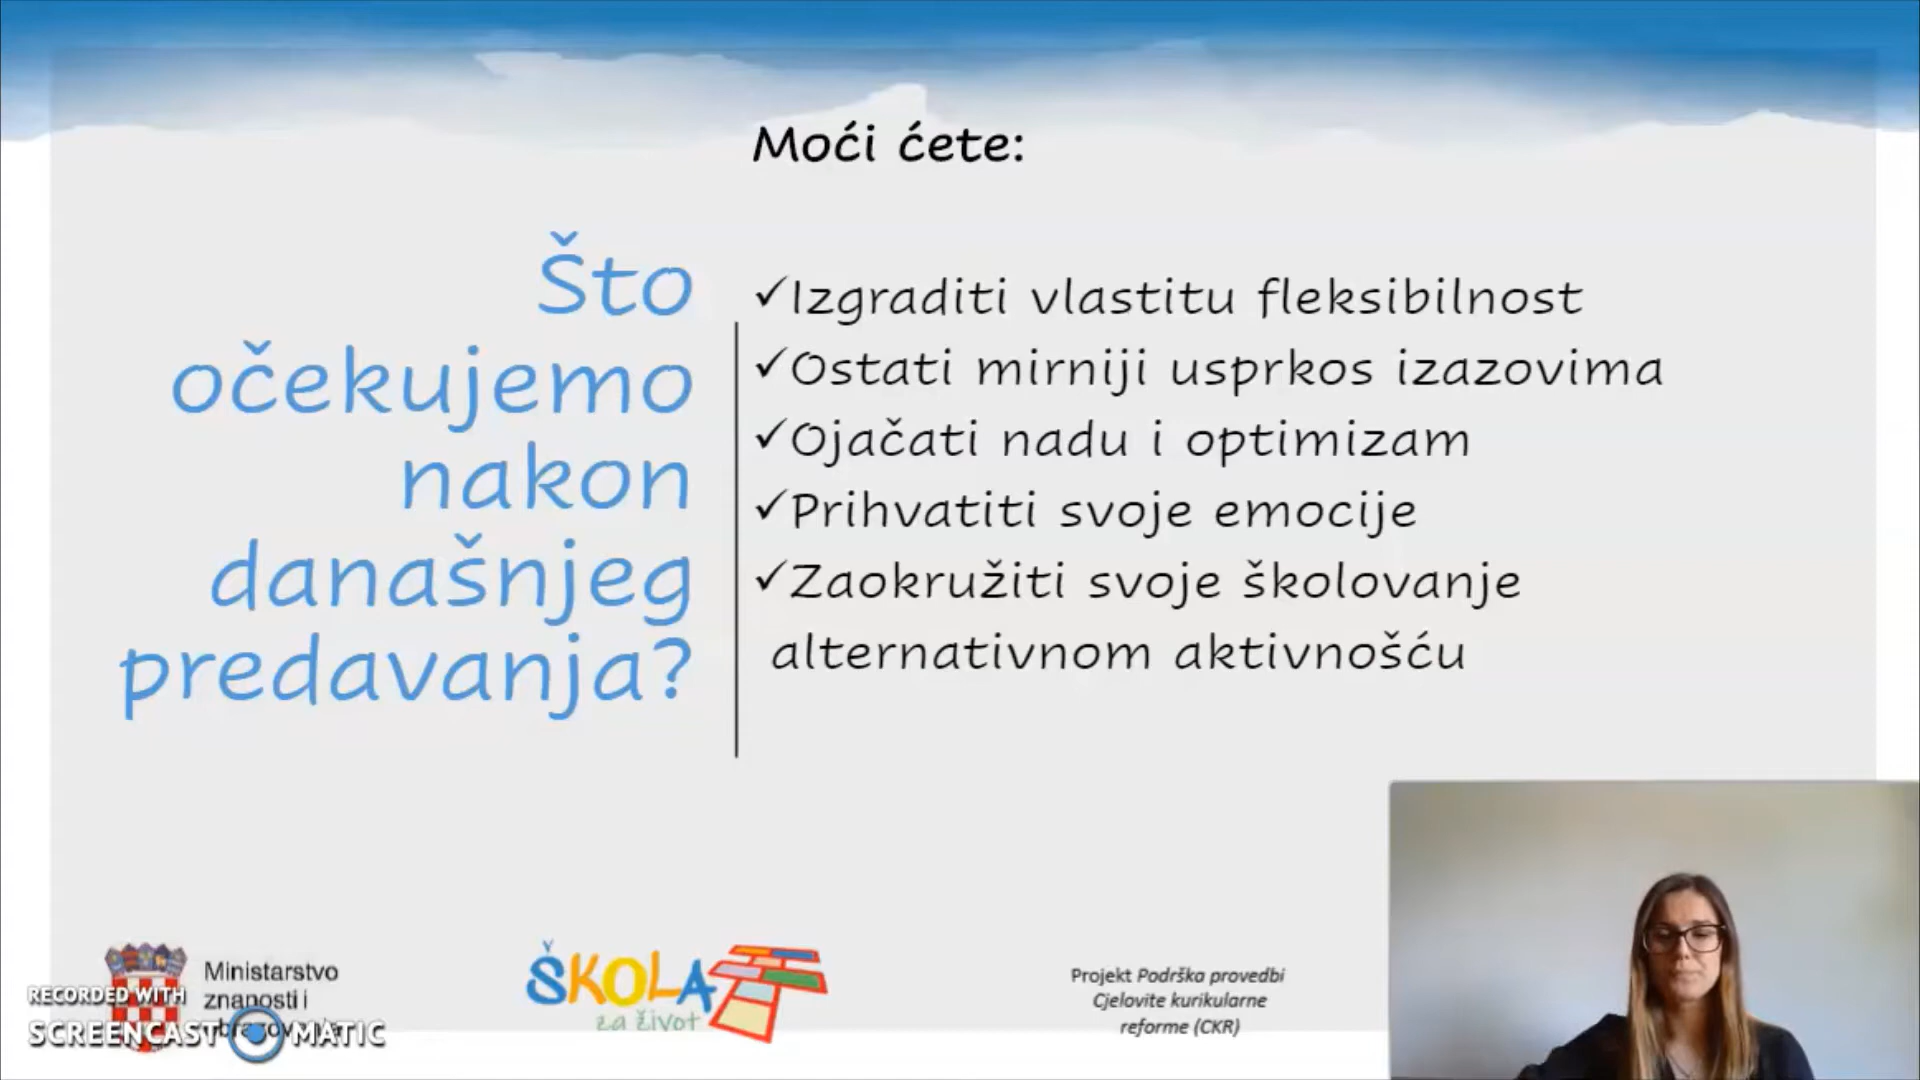 Što
očekujemo
nakon
današnjeg
predavanja?
Moći ćete:
✓Izgraditi vlastitu fleksibilnost
✓Ostati mirniji usprkos izazovima
✓Ojačati nadu i optimizam
✓Prihvatiti svoje emocije
✓Zaokružiti svoje školovanje
alternativnom aktivnošću
Ministarstvo
znanosti i
RECORDED WITH
SCREENCAST MATIC
ŠKOLA
za život
Projekt Podrška provedbi
Cjelovite kurikularne
reforme (CKR)